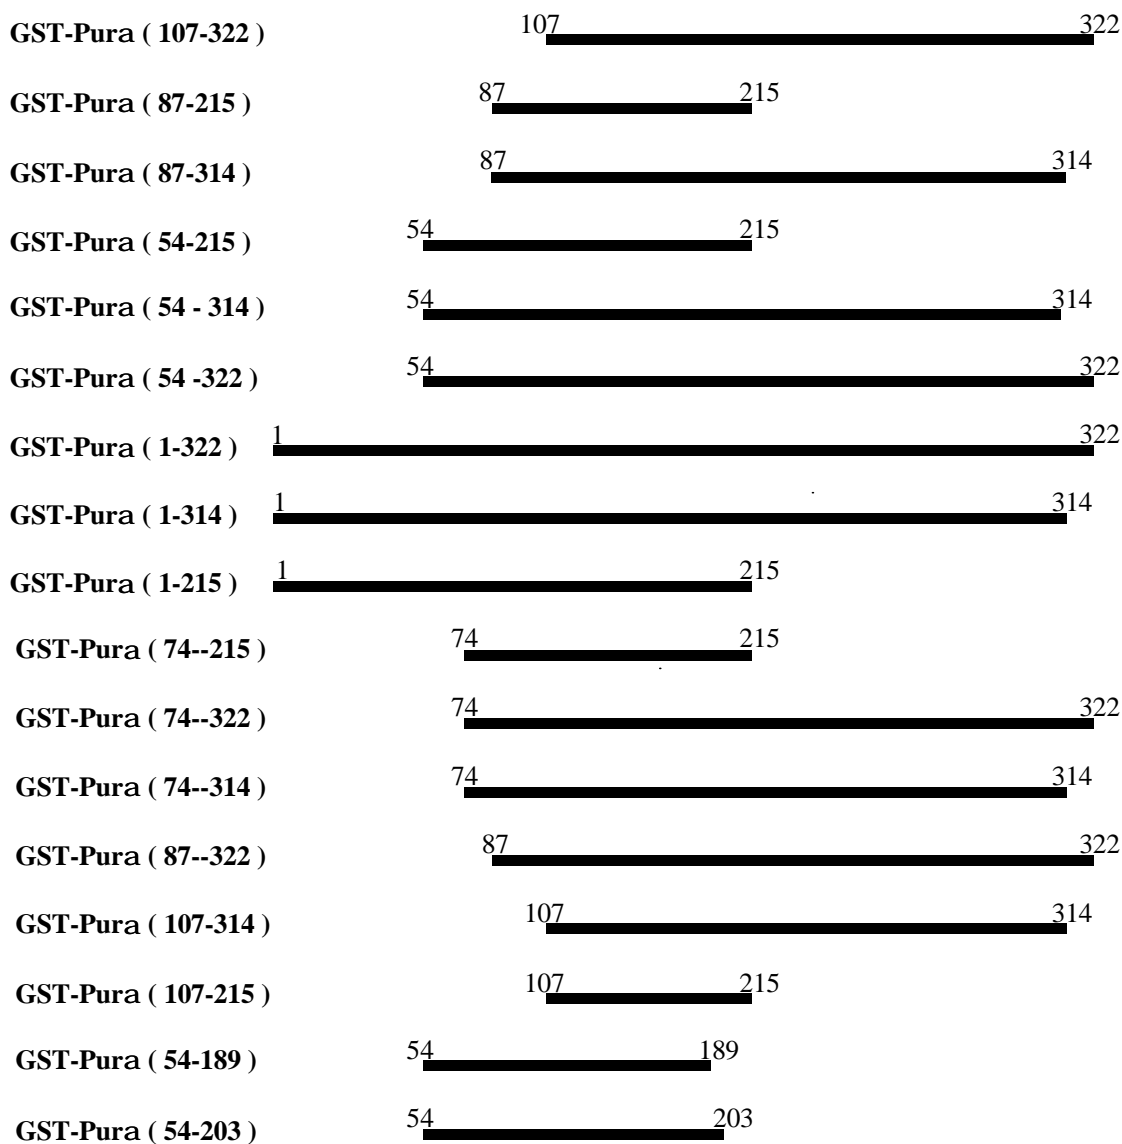 GST-Pura ( 107-322 ) 107 322
GST-Pura ( 87-215 ) 87 215
GST-Pura ( 87-314 ) 87 314
GST-Pura ( 54-215 ) 54 215
GST-Pura ( 54 - 314 ) 54 314
GST-Pura ( 54 -322 ) 54 322
GST-Pura ( 1-322 ) 1 322
GST-Pura ( 1-314 ) 1 314
GST-Pura ( 1-215 ) 1 215
GST-Pura ( 74--215 ) 74 215
GST-Pura ( 74--322 ) 74 322
GST-Pura ( 74--314 ) 74 314
GST-Pura ( 87--322 ) 87 322
GST-Pura ( 107-314 ) 107 314
GST-Pura ( 107-215 ) 107 215
GST-Pura ( 54-189 ) 54 189
GST-Pura ( 54-203 ) 54 203